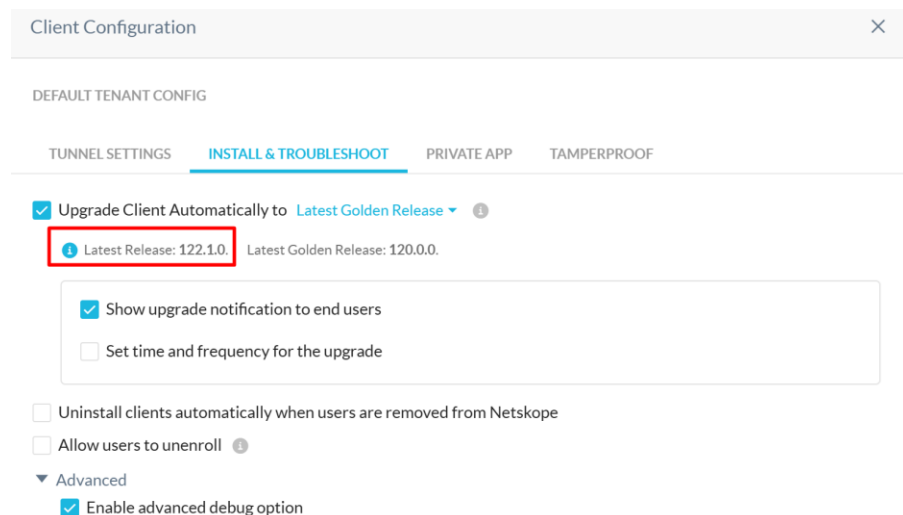 Client Configuration
DEFAULT TENANT CONFIG
TUNNEL SETTINGS INSTALL & TROUBLESHOOT PRIVATE APP TAMPERPROOF
Upgrade Client Automatically to Latest Golden Release
Latest Release: 122.1.0. Latest Golden Release: 120.0.0.
Show upgrade notification to end users
Set time and frequency for the upgrade
Uninstall clients automatically when users are removed from Netskope
Allow users to unenroll
Advanced
Enable advanced debug option